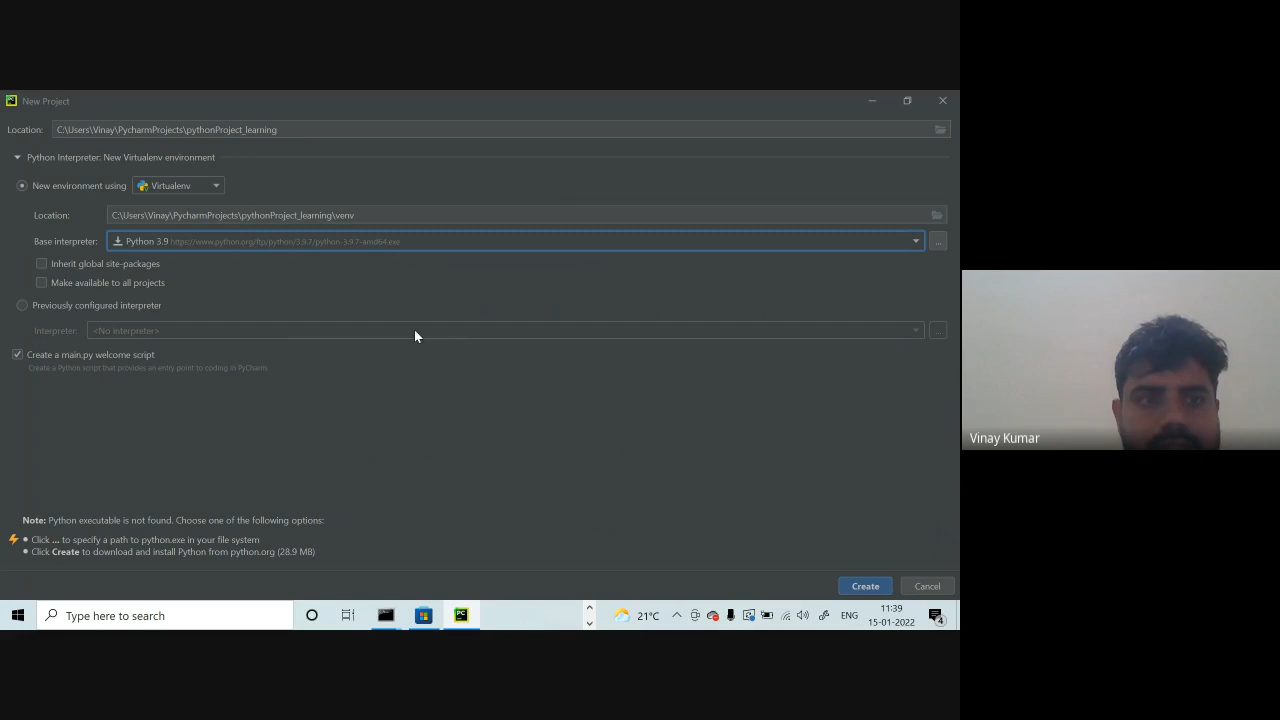 New Project
Location: C:\Users\Vinay\PycharmProjects\pythonProject_learning
Python Interpreter: New Virtualenv environment
New environment using Virtualenv
Location: C:\Users\Vinay\PycharmProjects\pythonProject_learning\venv
Base interpreter: Python 3.9 https://www.python.org/ftp/python/3.9.7/python-3.9.7-amd64.exe ...
Inherit global site-packages
Make available to all projects
Previously configured interpreter
Interpreter: <No interpreter> ...
Create a main.py welcome script
Create a Python script that provides an entry point to coding in PyCharm.
Note: Python executable is not found. Choose one of the following options:
• Click ... to specify a path to python.exe in your file system
• Click Create to download and install Python from python.org (28.9 MB)
Create Cancel
Type here to search
PC
21°C
ENG
11:39
15-01-2022
4
Vinay Kumar